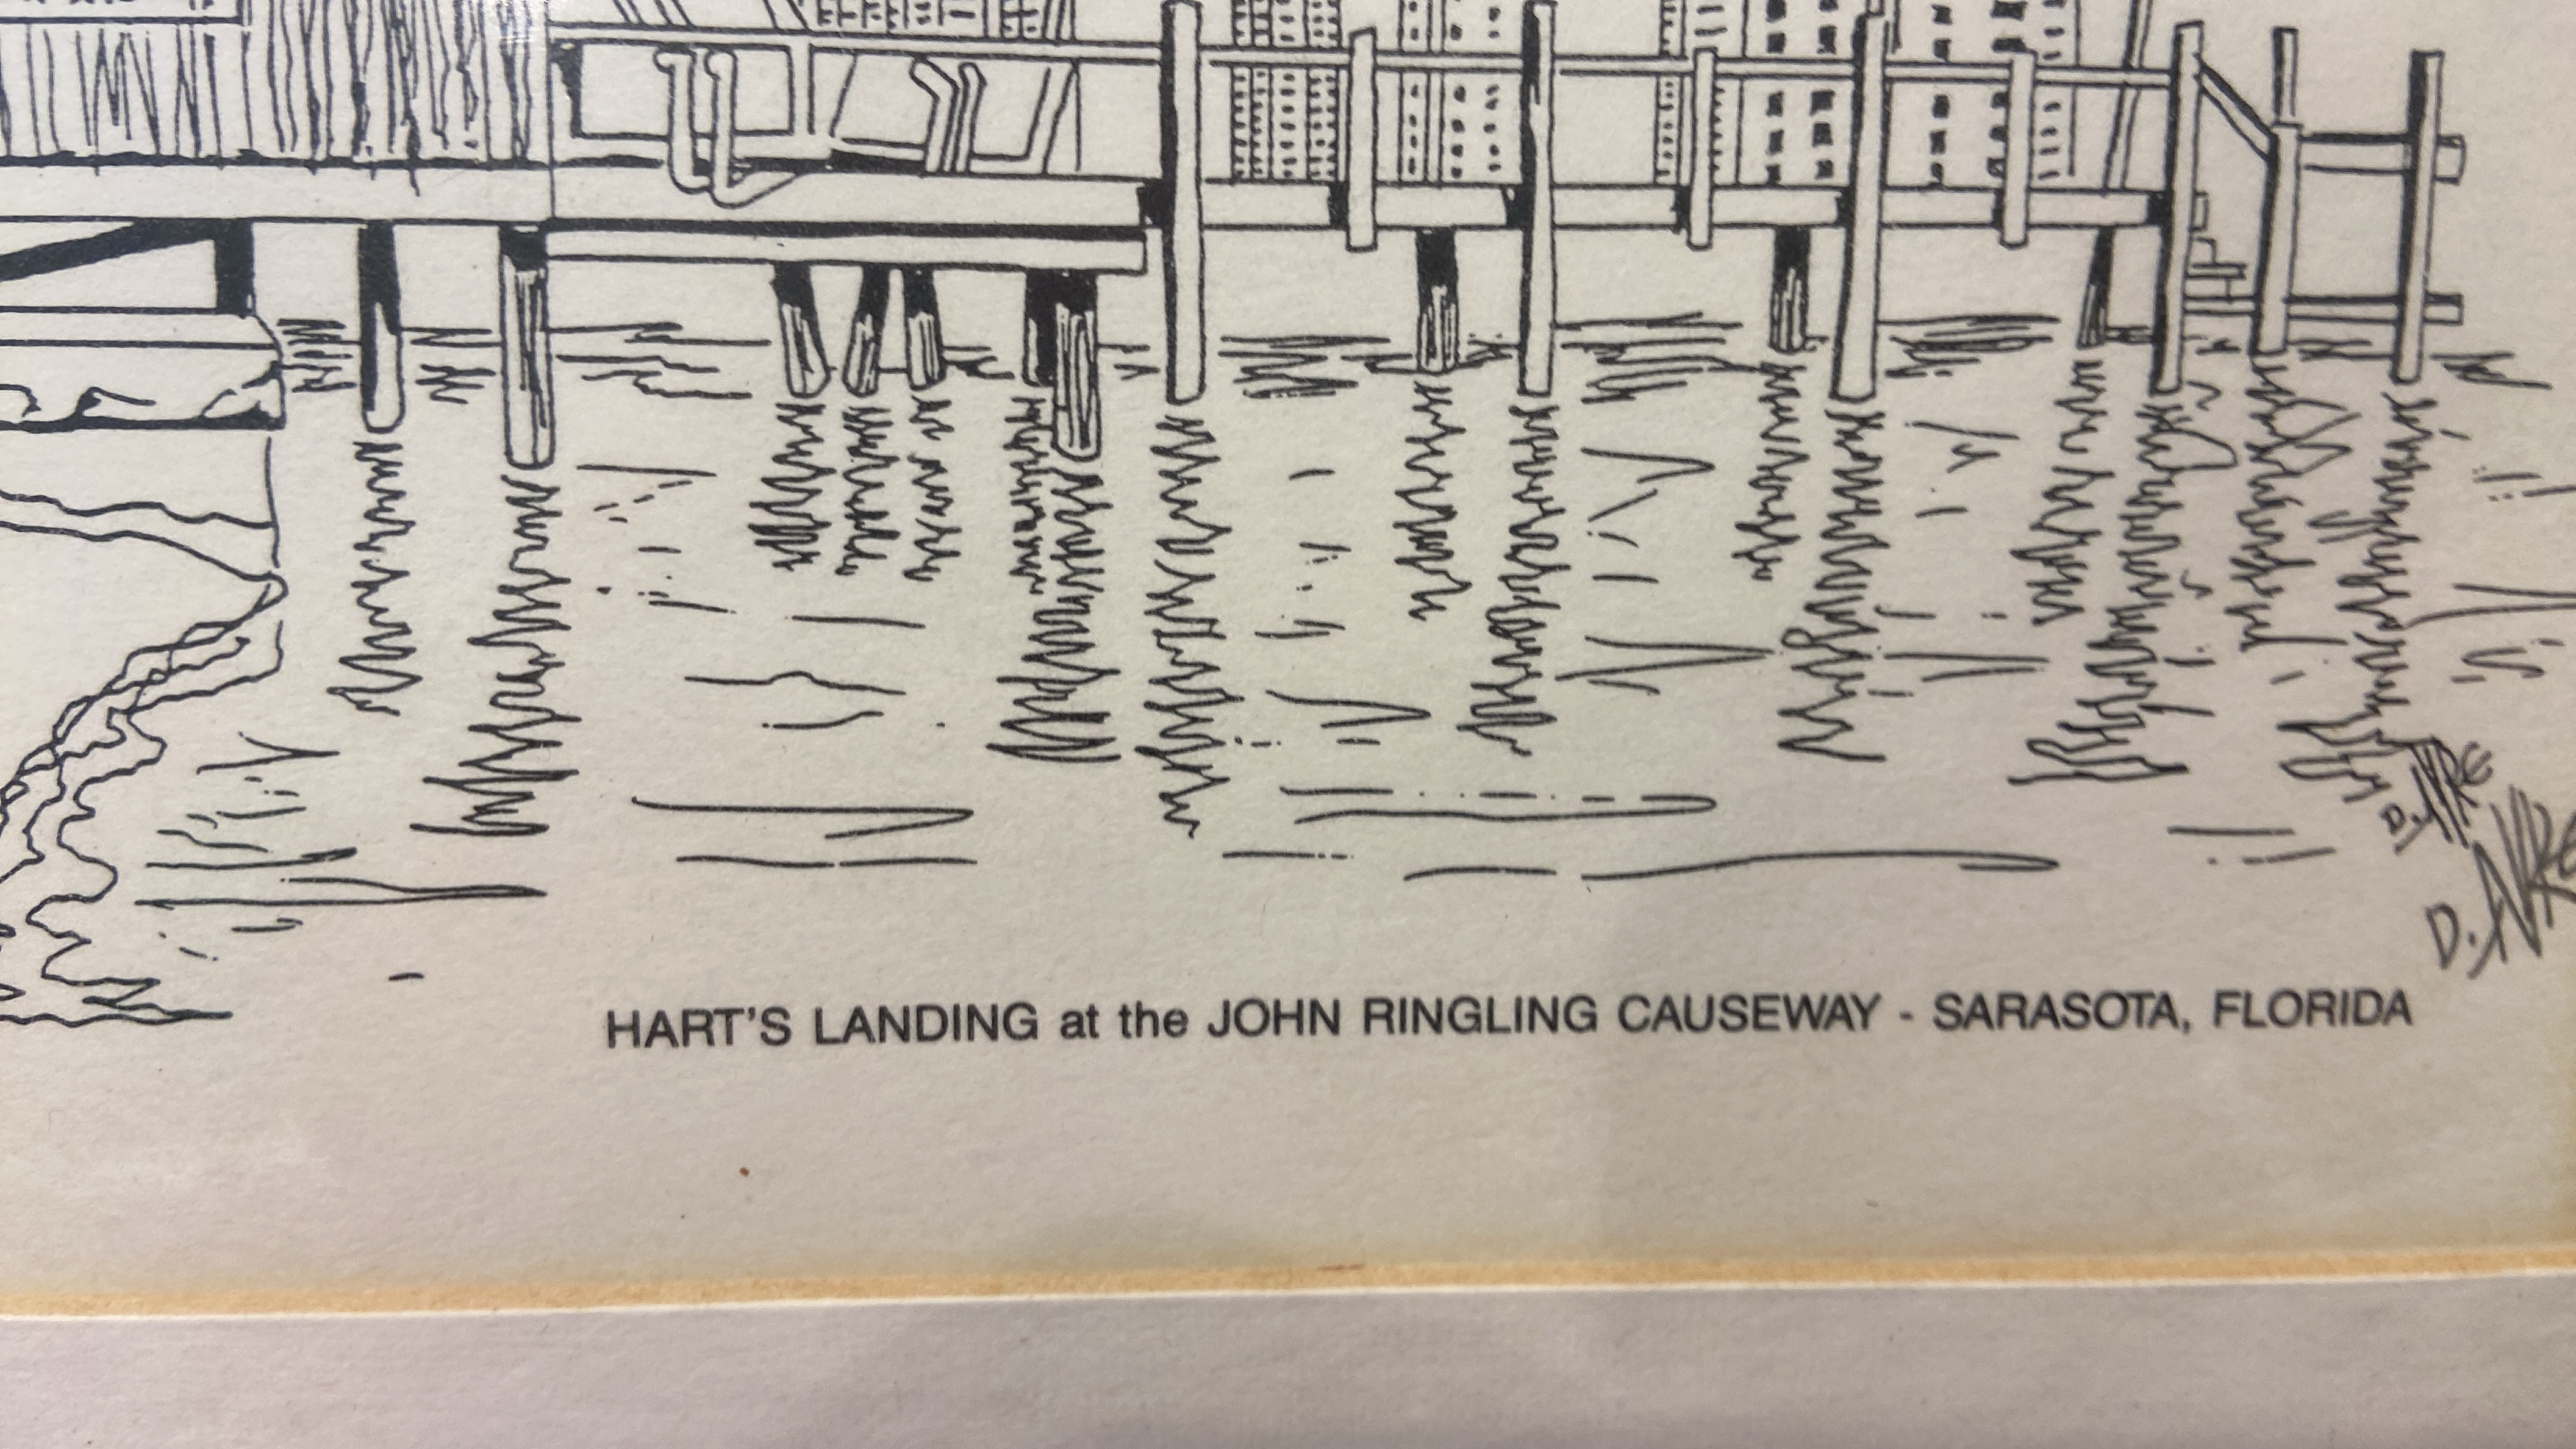 HART'S LANDING at the JOHN RINGLING CAUSEWAY - SARASOTA, FLORIDA